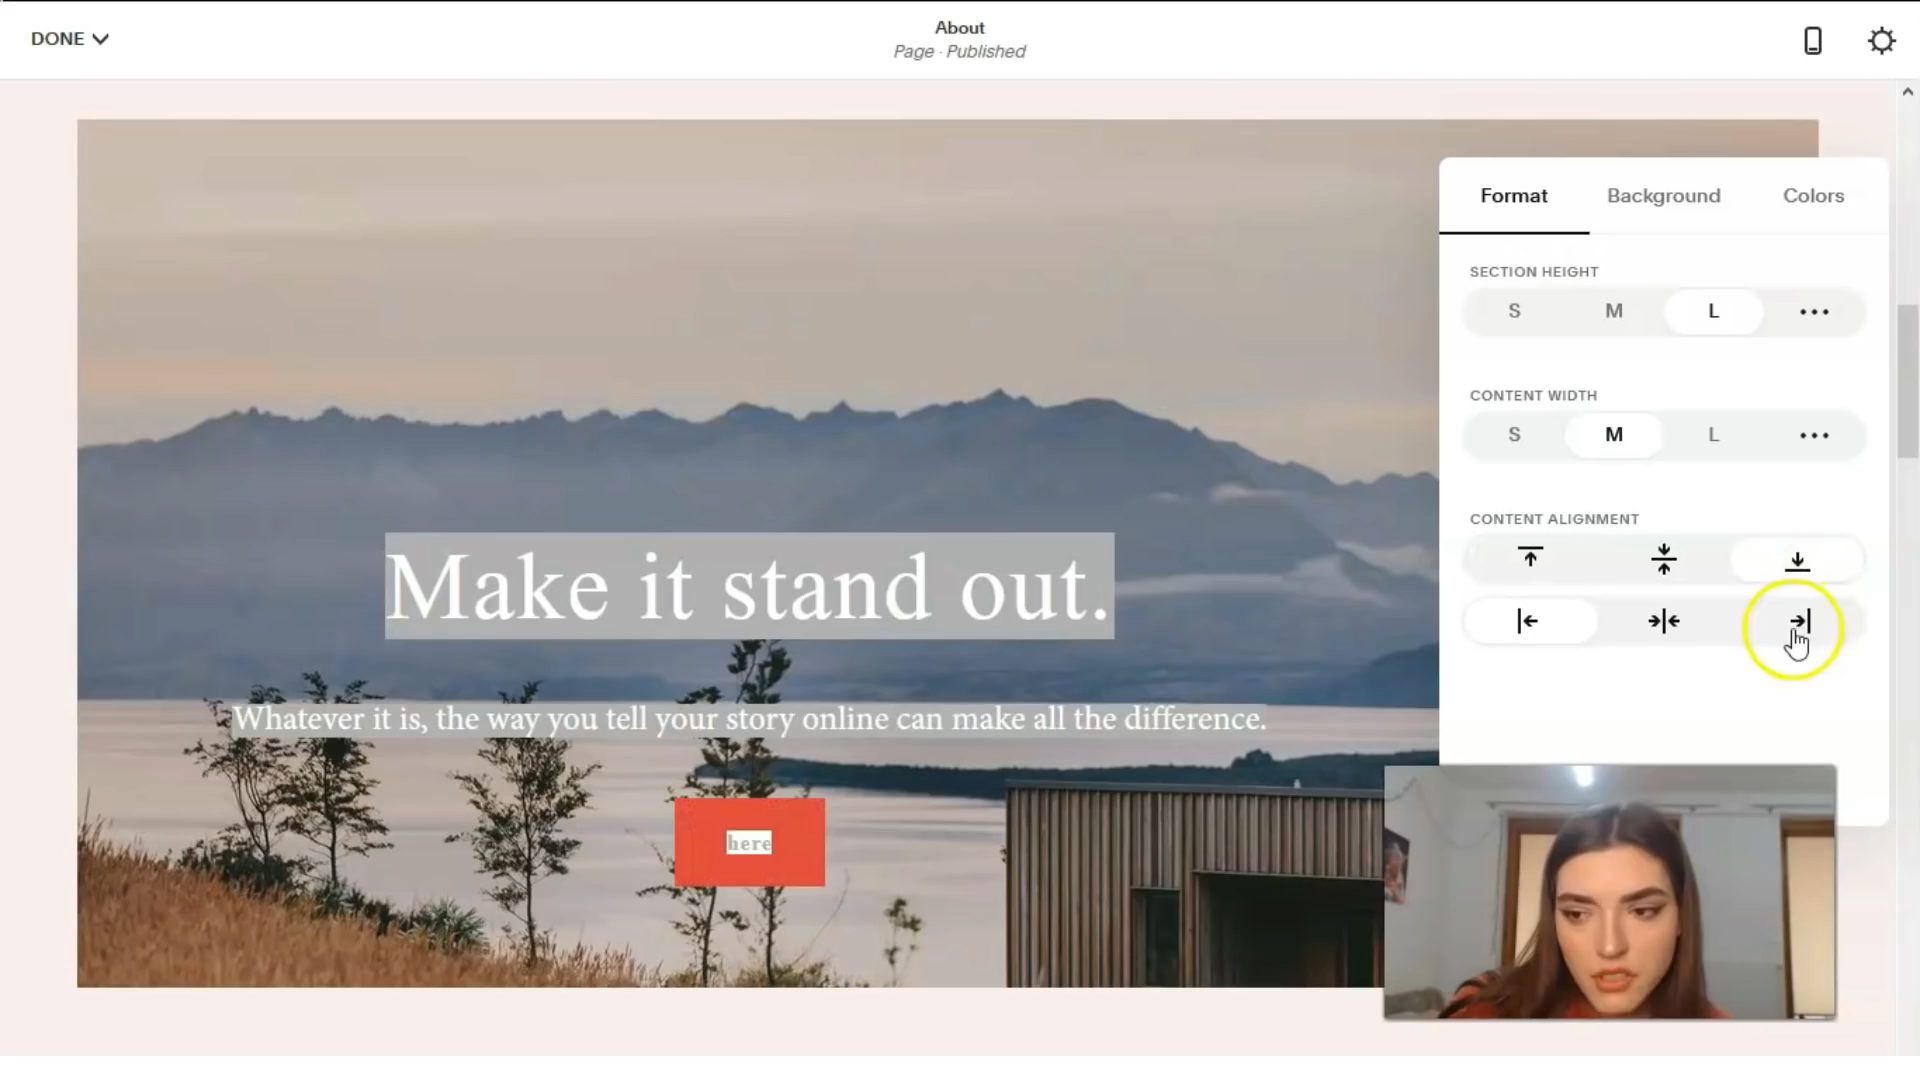 DONE
About
Page · Published
Format Background Colors
SECTION HEIGHT
S M L ...
CONTENT WIDTH
S M L ...
CONTENT ALIGNMENT
Make it stand out.
Whatever it is, the way you tell your story online can make all the difference.
here